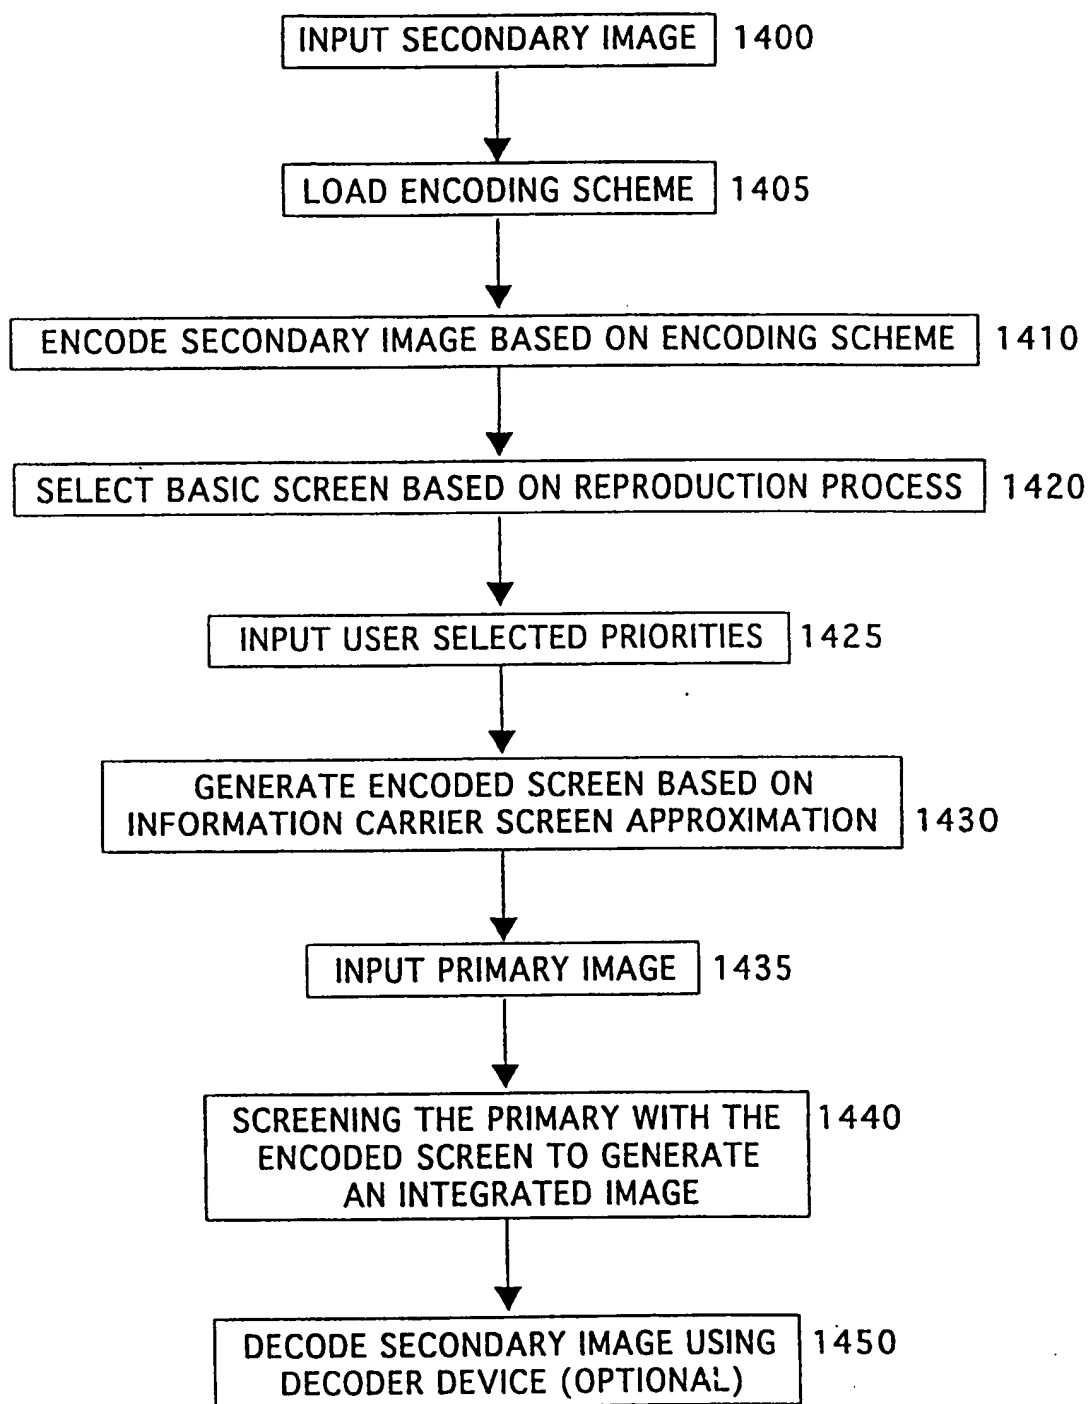 INPUT SECONDARY IMAGE 1400
LOAD ENCODING SCHEME 1405
ENCODE SECONDARY IMAGE BASED ON ENCODING SCHEME 1410
SELECT BASIC SCREEN BASED ON REPRODUCTION PROCESS 1420
INPUT USER SELECTED PRIORITIES 1425
GENERATE ENCODED SCREEN BASED ON
INFORMATION CARRIER SCREEN APPROXIMATION 1430
INPUT PRIMARY IMAGE 1435
SCREENING THE PRIMARY WITH THE 1440
ENCODED SCREEN TO GENERATE
AN INTEGRATED IMAGE
DECODE SECONDARY IMAGE USING 1450
DECODER DEVICE (OPTIONAL)